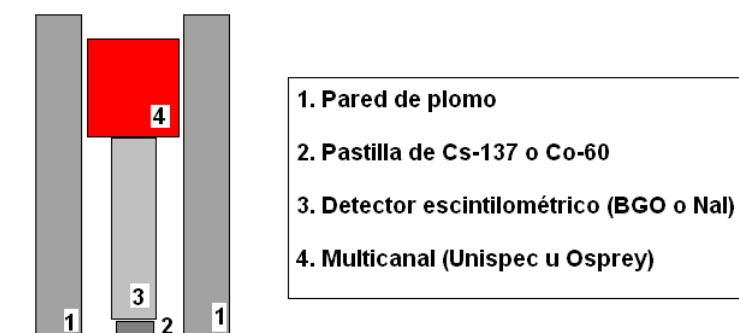 4
3
1
2
1
1. Pared de plomo
2. Pastilla de Cs-137 o Co-60
3. Detector escintilométrico (BGO o NaI)
4. Multicanal (Unispec u Osprey)